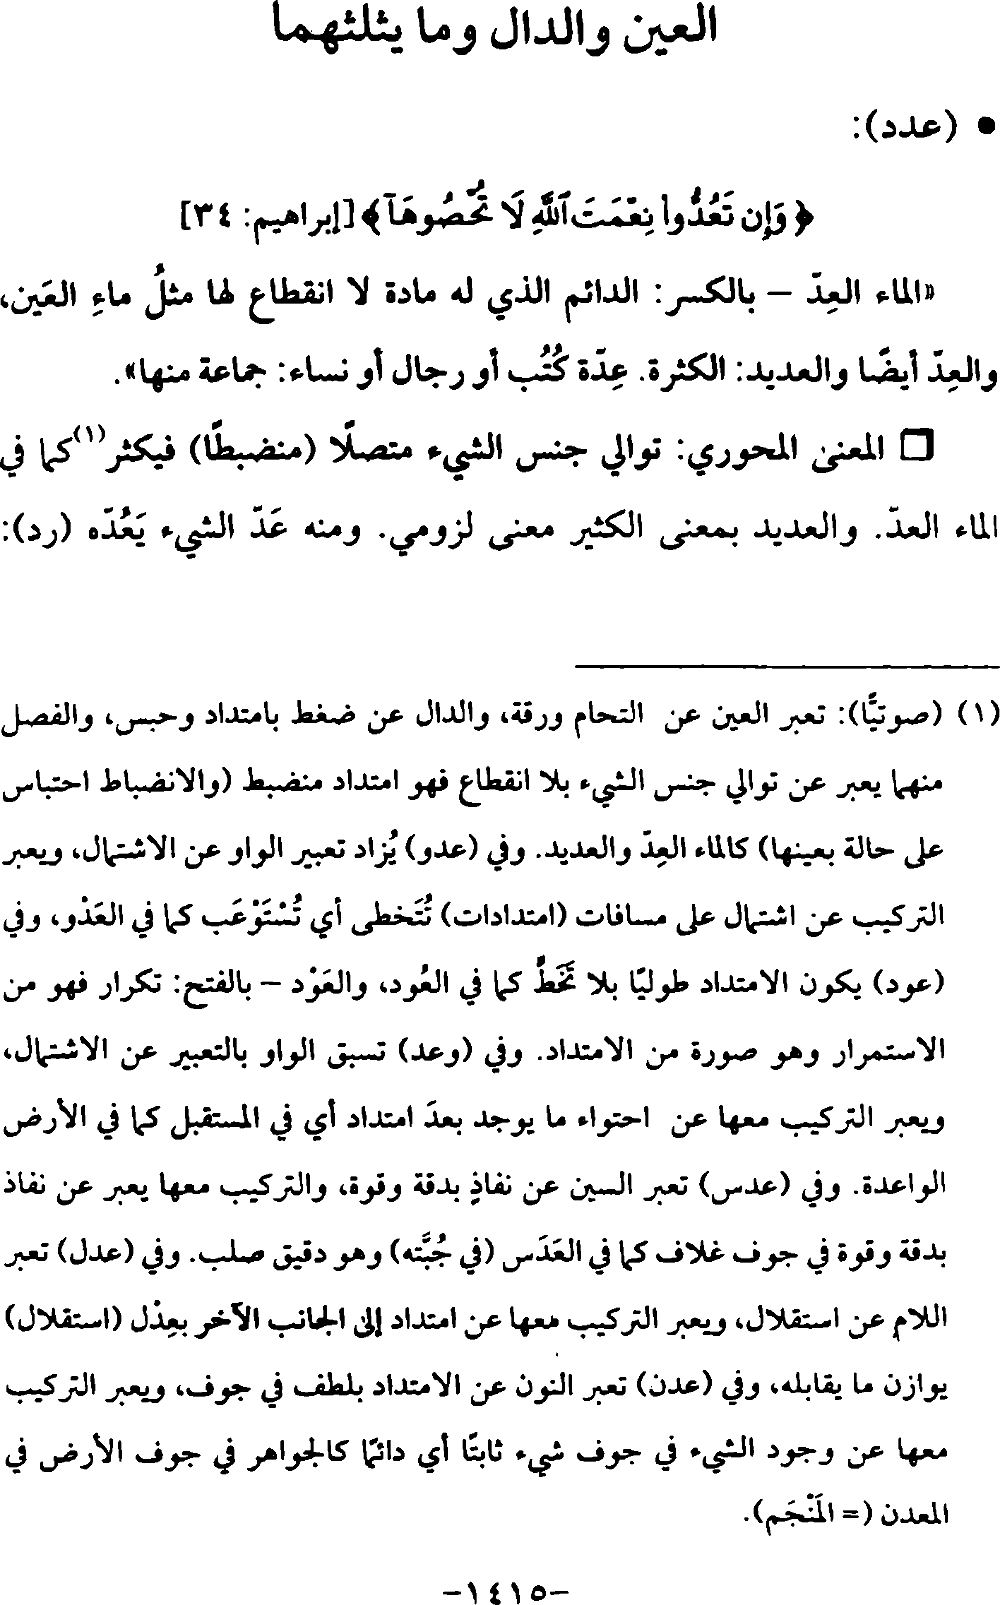 العين والدال وما يثلثهما
• (عدد):
﴿وَإِن تَعُدُّوا۟ نِعْمَتَ ٱللَّهِ لَا تُحْصُوهَآ﴾ [إبراهيم: ٣٤]
«الماء العِدّ – بالكسر: الدائم الذي له مادة لا انقطاع لها مثلُ ماءِ العَين،
والعِدّ أيضًا والعديد: الكثرة. عِدّة كُتُب أو رجال أو نساء: جماعة منها».
□ المعنى المحوري: توالي جنس الشيء متصلًا (منضبطًا) فيكثر(١) كما في
الماء العدّ. والعديد بمعنى الكثير معنى لزومي. ومنه عَدّ الشيء يَعُدّه (رد):
(١) (صوتيًّا): تعبر العين عن التحام ورقة، والدال عن ضغط بامتداد وحبس، والفصل
منهما يعبر عن توالي جنس الشيء بلا انقطاع فهو امتداد منضبط (والانضباط احتباس
على حالة بعينها) كالماء العِدّ والعديد. وفي (عدو) يُزاد تعبير الواو عن الاشتمال، ويعبر
التركيب عن اشتمال على مسافات (امتدادات) تُتَخطى أي تُسْتَوْعَب كما في العَدْو، وفي
(عود) يكون الامتداد طوليًا بلا تَخَطٍّ كما في العُود، والعَوْد – بالفتح: تكرار فهو من
الاستمرار وهو صورة من الامتداد. وفي (وعد) تسبق الواو بالتعبير عن الاشتمال،
ويعبر التركيب معها عن احتواء ما يوجد بعدَ امتداد أي في المستقبل كما في الأرض
الواعدة. وفي (عدس) تعبر السين عن نفاذٍ بدقة وقوة، والتركيب معها يعبر عن نفاذ
بدقة وقوة في جوف غلاف كما في العَدَس (في جُبَّته) وهو دقيق صلب. وفي (عدل) تعبر
اللام عن استقلال، ويعبر التركيب معها عن امتداد إلى الجانب الآخر بعِدْل (استقلال)
يوازن ما يقابله، وفي (عدن) تعبر النون عن الامتداد بلطف في جوف، ويعبر التركيب
معها عن وجود الشيء في جوف شيء ثابتًا أي دائمًا كالجواهر في جوف الأرض في
المعدن (= المَنْجَم).
-١٤١٥-